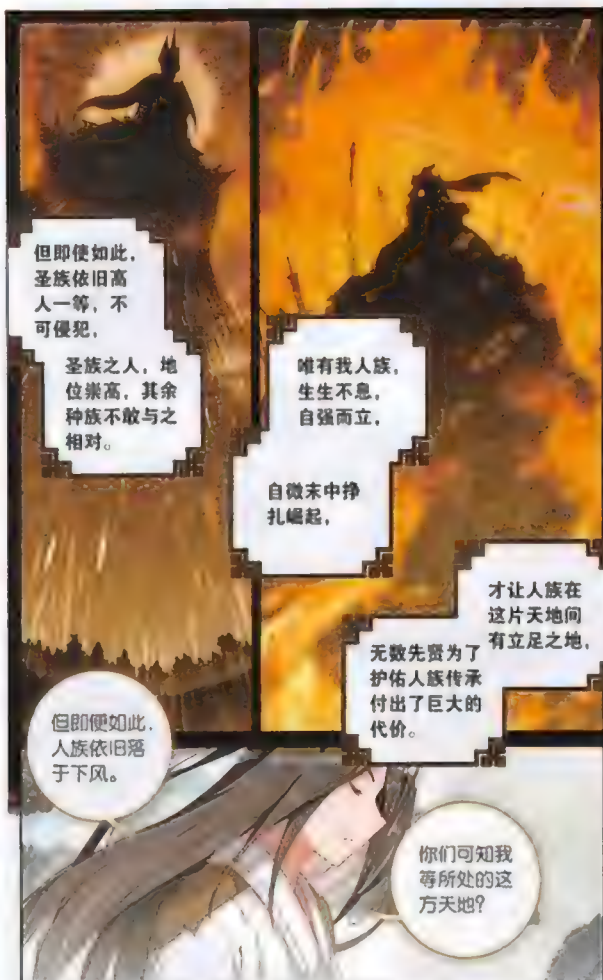 但即使如此,
圣族依旧高
人一等，不
可侵犯,
圣族之人，地
位崇高，其余
种族不敢与之
相对。
唯有我人族,
生生不息,
自强而立,
自微末中挣
扎崛起,
才让人族在
这片天地间
有立足之地,
无数先贤为了
护佑人族传承
付出了巨大的
代价。
但即便如此,
人族依旧落
于下风。
你们可知我
等所处的这
方天地?